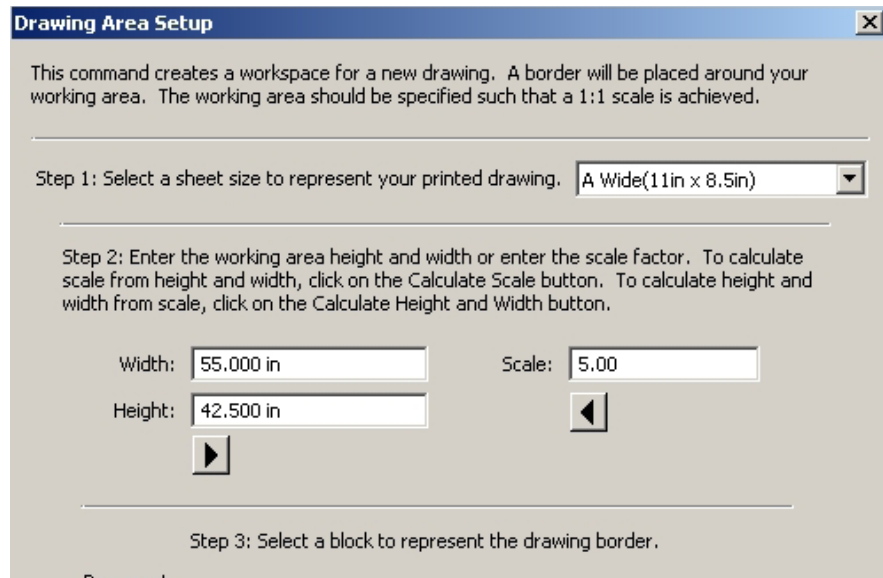 Drawing Area Setup
This command creates a workspace for a new drawing. A border will be placed around your
working area. The working area should be specified such that a 1:1 scale is achieved.
Step 1: Select a sheet size to represent your printed drawing. A Wide(11in x 8.5in)
Step 2: Enter the working area height and width or enter the scale factor. To calculate
scale from height and width, click on the Calculate Scale button. To calculate height and
width from scale, click on the Calculate Height and Width button.
Width: 55.000 in Scale: 5.00
Height: 42.500 in
Step 3: Select a block to represent the drawing border.